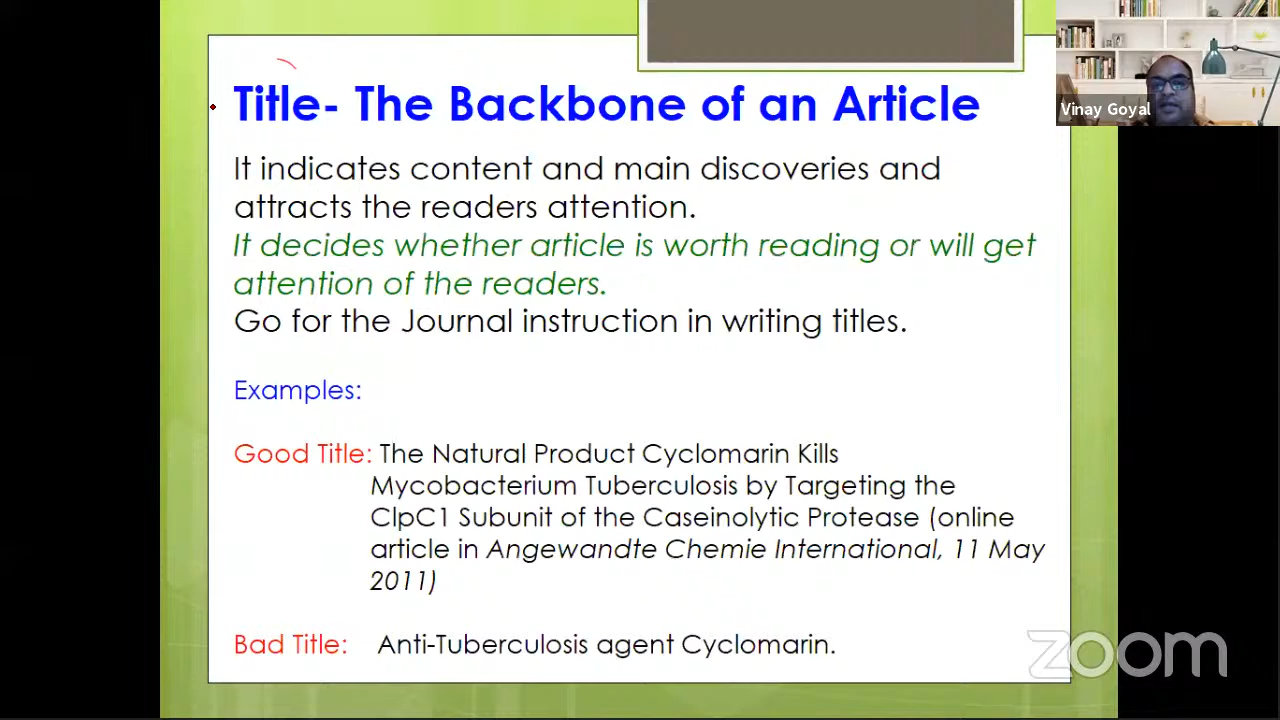 Title- The Backbone of an Article
It indicates content and main discoveries and
attracts the readers attention.
It decides whether article is worth reading or will get
attention of the readers.
Go for the Journal instruction in writing titles.
Examples:
Good Title: The Natural Product Cyclomarin Kills
Mycobacterium Tuberculosis by Targeting the
ClpC1 Subunit of the Caseinolytic Protease (online
article in Angewandte Chemie International, 11 May
2011)
Bad Title: Anti-Tuberculosis agent Cyclomarin.
Vinay Goyal
zoom